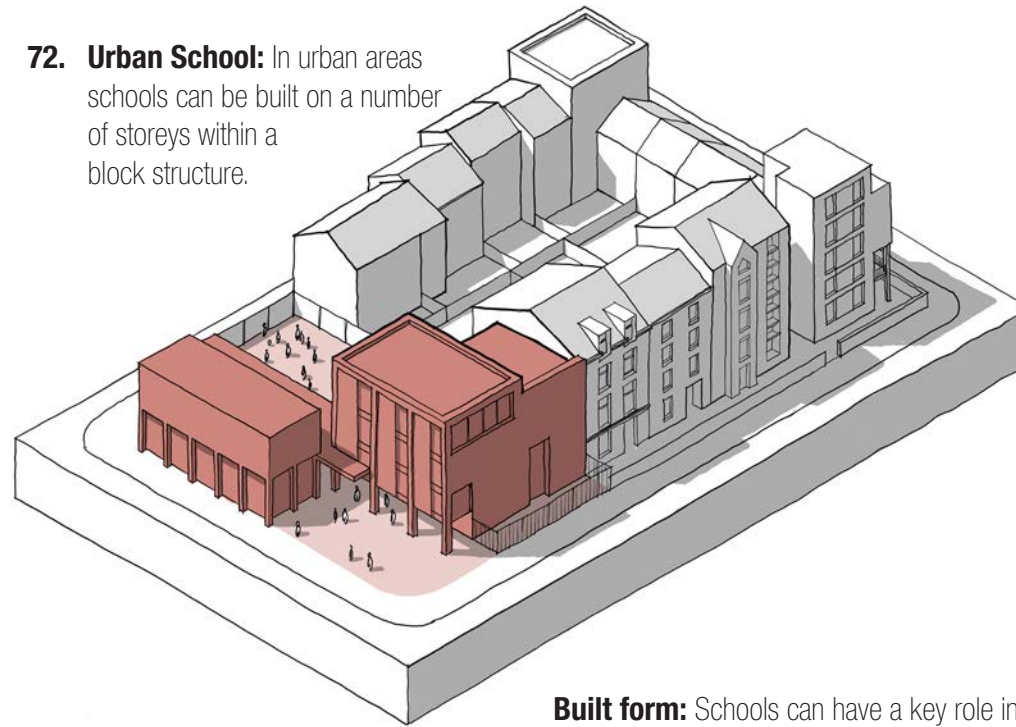 72. Urban School: In urban areas
schools can be built on a number
of storeys within a
block structure.
Built form: Schools can have a key role in